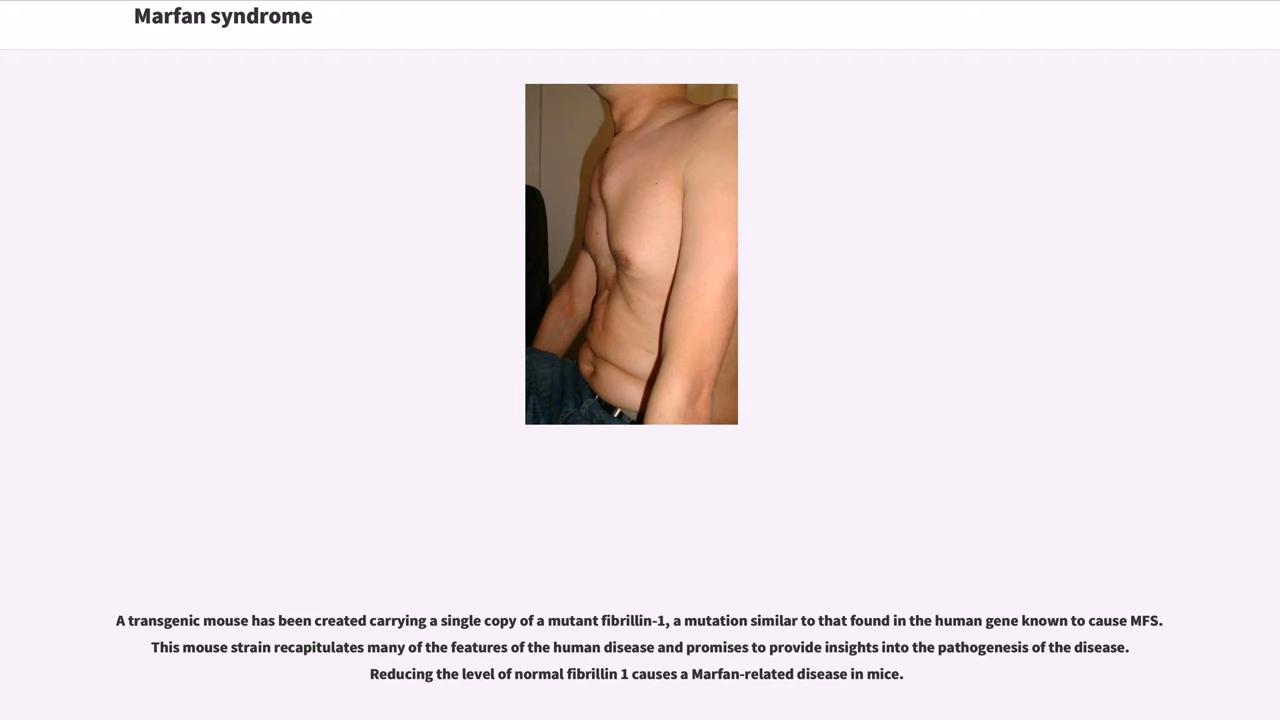 Marfan syndrome
A transgenic mouse has been created carrying a single copy of a mutant fibrillin-1, a mutation similar to that found in the human gene known to cause MFS.
This mouse strain recapitulates many of the features of the human disease and promises to provide insights into the pathogenesis of the disease.
Reducing the level of normal fibrillin 1 causes a Marfan-related disease in mice.